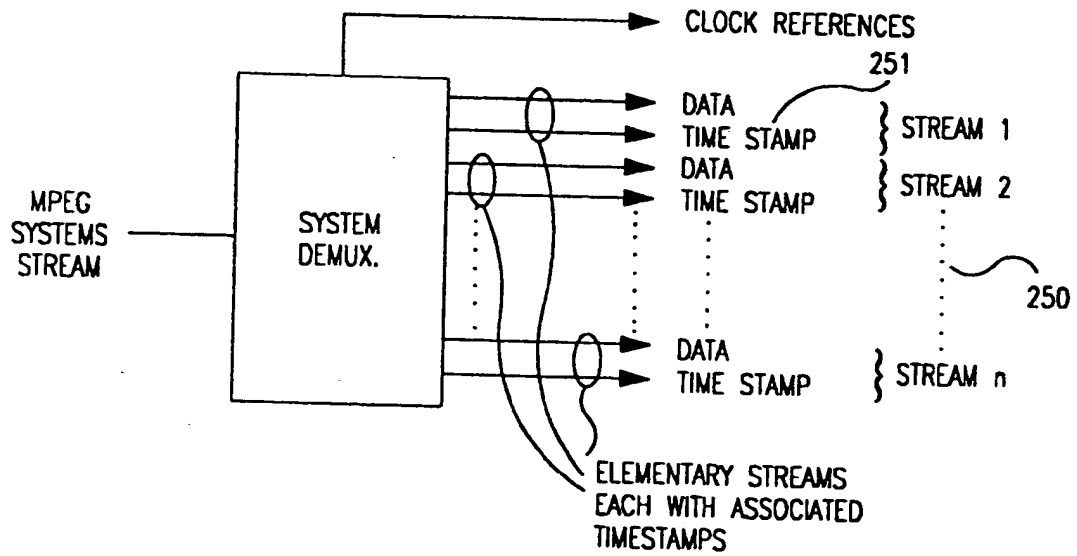 CLOCK REFERENCES
251
DATA
TIME STAMP
STREAM 1
DATA
TIME STAMP
STREAM 2
MPEG
SYSTEMS
STREAM
SYSTEM
DEMUX.
250
DATA
TIME STAMP
STREAM n
ELEMENTARY STREAMS
EACH WITH ASSOCIATED
TIMESTAMPS